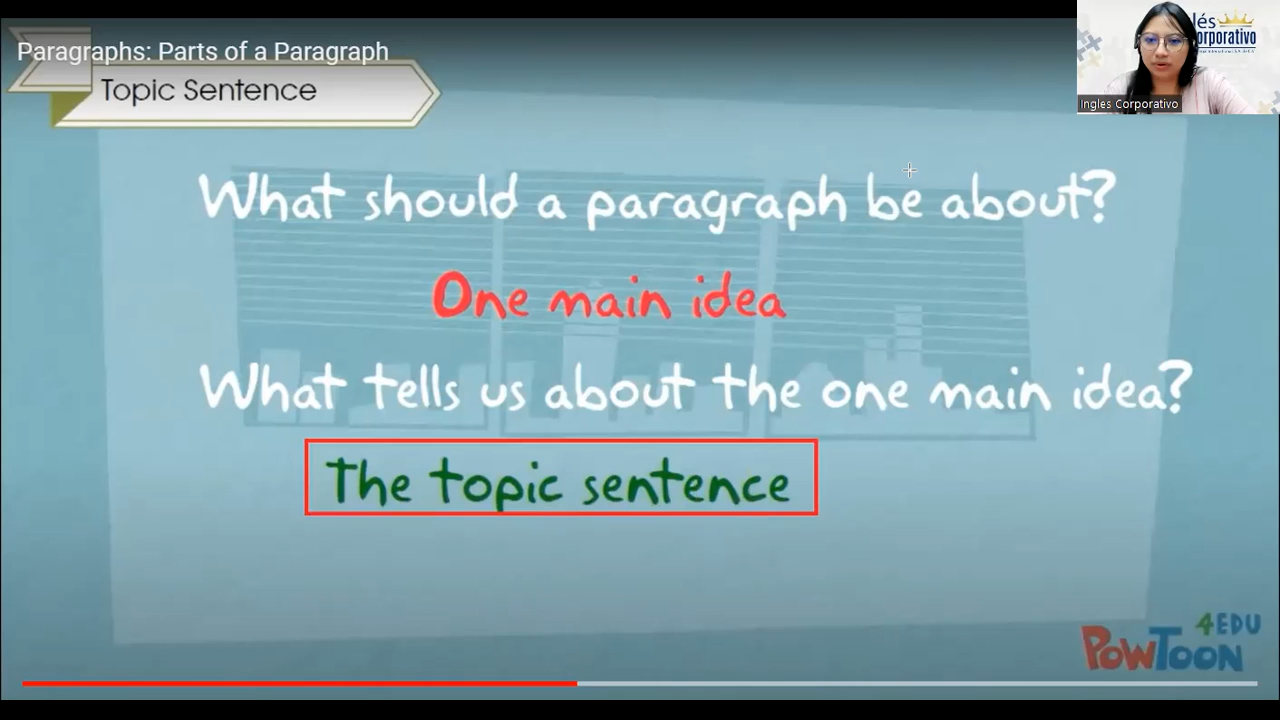 Paragraphs: Parts of a Paragraph
Topic Sentence
What should a paragraph be about?
One main idea
What tells us about the one main idea?
The topic sentence
Ingles Corporativo
4EDU
POWTOON